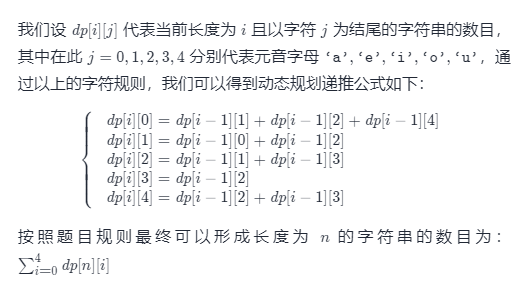 我们设 dp[i][j] 代表当前长度为 i 且以字符 j 为结尾的字符串的数目，
其中在此 j = 0, 1, 2, 3, 4 分别代表元音字母 ‘a’,‘e’,‘i’,‘o’,‘u’，通
过以上的字符规则，我们可以得到动态规划递推公式如下：
dp[i][0] = dp[i − 1][1] + dp[i − 1][2] + dp[i − 1][4]
dp[i][1] = dp[i − 1][0] + dp[i − 1][2]
dp[i][2] = dp[i − 1][1] + dp[i − 1][3]
dp[i][3] = dp[i − 1][2]
dp[i][4] = dp[i − 1][2] + dp[i − 1][3]
按照题目规则最终可以形成长度为 n 的字符串的数目为：
∑_{i=0}^{4} dp[n][i]